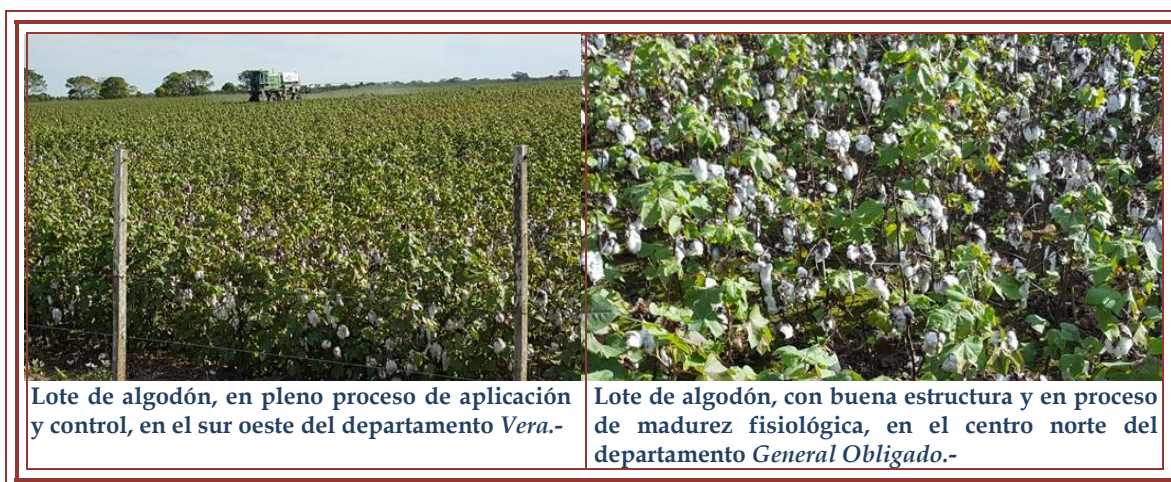 Lote de algodón, en pleno proceso de aplicación
y control, en el sur oeste del departamento Vera.-
Lote de algodón, con buena estructura y en proceso
de madurez fisiológica, en el centro norte del
departamento General Obligado.-